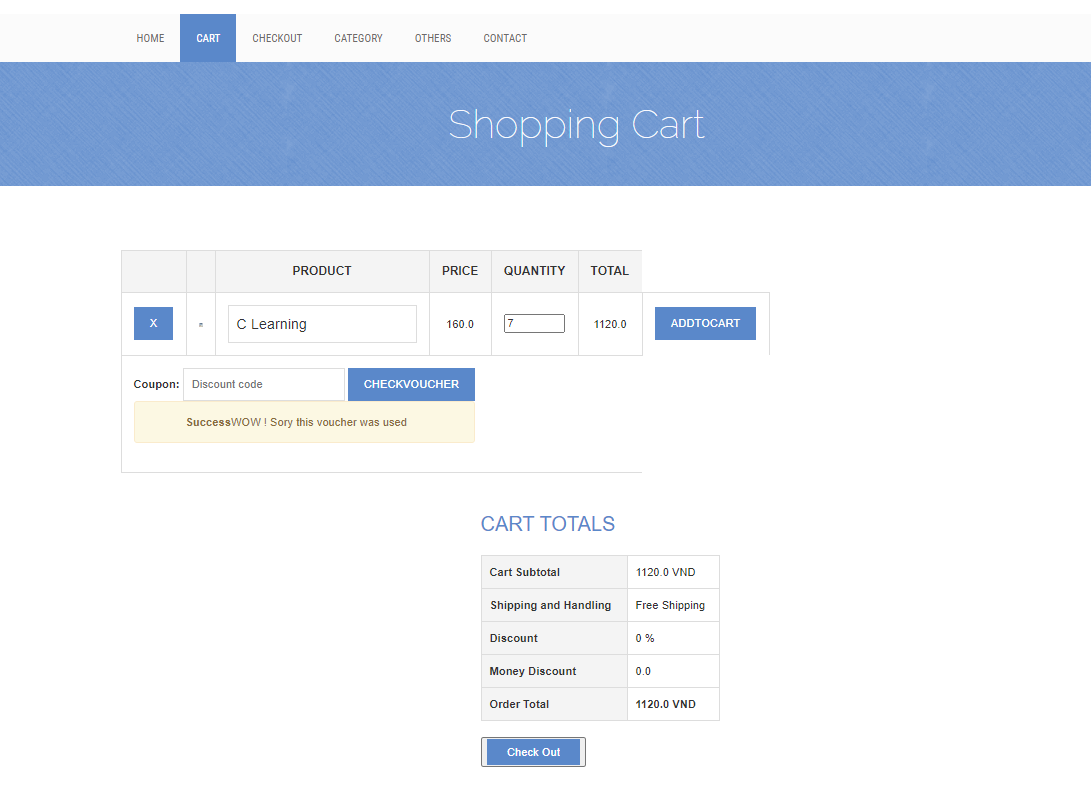 HOME CART CHECKOUT CATEGORY OTHERS CONTACT
Shopping Cart
PRODUCT PRICE QUANTITY TOTAL
X C Learning 160.0 7 1120.0 ADDTOCART
Coupon: Discount code CHECKVOUCHER
SuccessWOW ! Sory this voucher was used
CART TOTALS
Cart Subtotal 1120.0 VND
Shipping and Handling Free Shipping
Discount 0 %
Money Discount 0.0
Order Total 1120.0 VND
Check Out